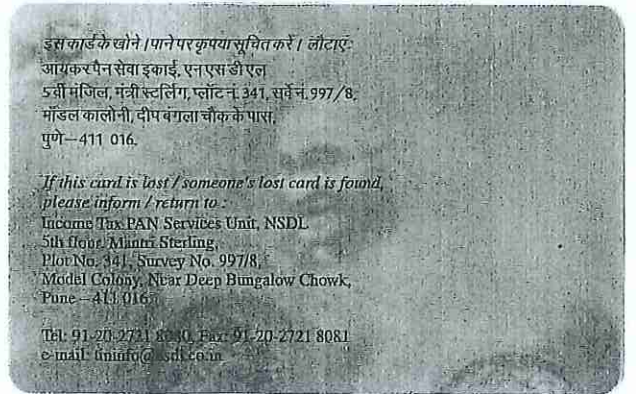 इस कार्ड के खोने / पाने पर कृपया सूचित करें / लौटाएं:
आयकर पैन सेवा इकाई, एन एस डी एल
5 वीं मंजिल, मंत्री स्टर्लिंग, प्लॉट नं. 341, सर्वे नं. 997/8,
मॉडल कालोनी, दीप बंगला चौक के पास,
पुणे–411 016.
If this card is lost / someone's lost card is found,
please inform / return to :
Income Tax PAN Services Unit, NSDL
5th floor, Mantri Sterling,
Plot No. 341, Survey No. 997/8,
Model Colony, Near Deep Bungalow Chowk,
Pune – 411 016.
Tel: 91-20-2721 8080, Fax: 91-20-2721 8081
e-mail: tininfo@nsdl.co.in